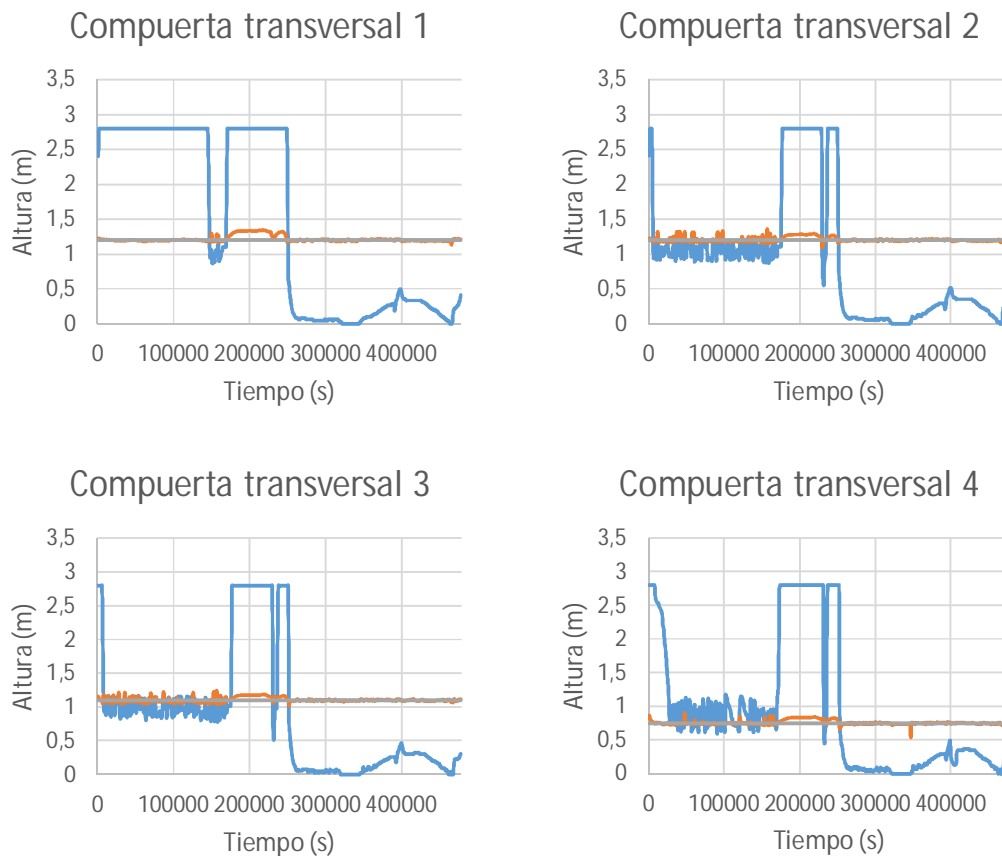 Compuerta transversal 1
3,5
3
2,5
2
1,5
1
0,5
0
Altura (m)
0 100000 200000 300000 400000
Tiempo (s)
Compuerta transversal 2
3,5
3
2,5
2
1,5
1
0,5
0
Altura (m)
0 100000 200000 300000 400000
Tiempo (s)
Compuerta transversal 3
3,5
3
2,5
2
1,5
1
0,5
0
Altura (m)
0 100000 200000 300000 400000
Tiempo (s)
Compuerta transversal 4
3,5
3
2,5
2
1,5
1
0,5
0
Altura (m)
0 100000 200000 300000 400000
Tiempo (s)